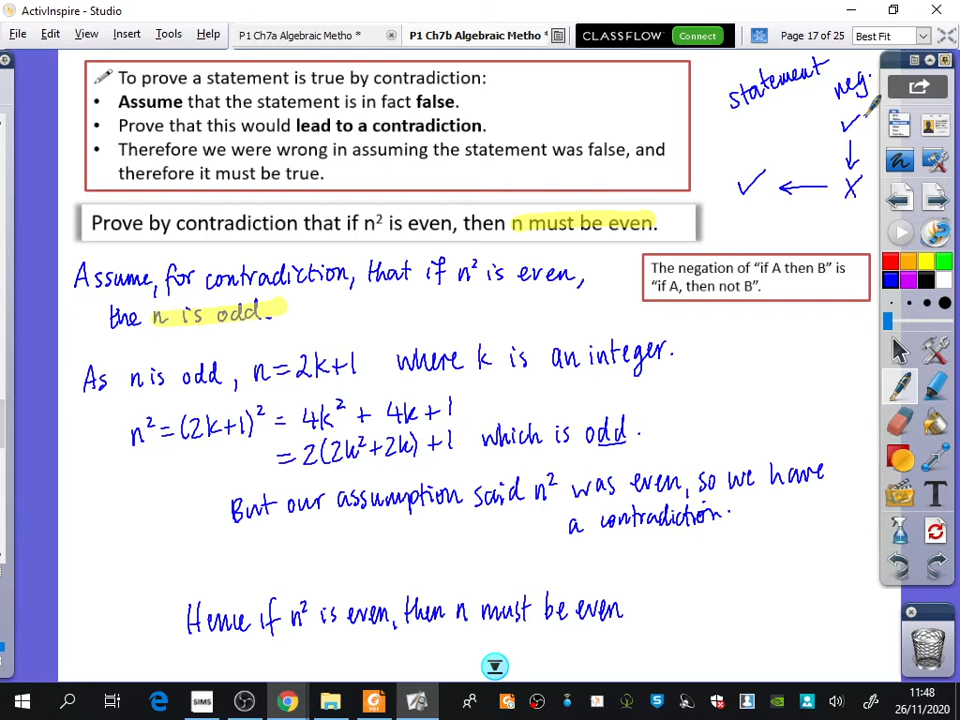 ActivInspire - Studio
File Edit View Insert Tools Help
P1 Ch7a Algebraic Metho *
P1 Ch7b Algebraic Metho*
CLASSFLOW
Connect
Page 17 of 25
Best Fit
To prove a statement is true by contradiction:
• Assume that the statement is in fact false.
• Prove that this would lead to a contradiction.
• Therefore we were wrong in assuming the statement was false, and
therefore it must be true.
statement neg.
✓
✓ ← X
Prove by contradiction that if n² is even, then n must be even.
The negation of “if A then B” is
“if A, then not B”.
Assume, for contradiction, that if n² is even,
the n is odd.
As n is odd, n=2k+1 where k is an integer.
n² = (2k+1)² = 4k² + 4k + 1
= 2(2k²+2k) + 1 which is odd.
But our assumption said n² was even, so we have
a contradiction.
Hence if n² is even, then n must be even
SIMS
11:48
26/11/2020